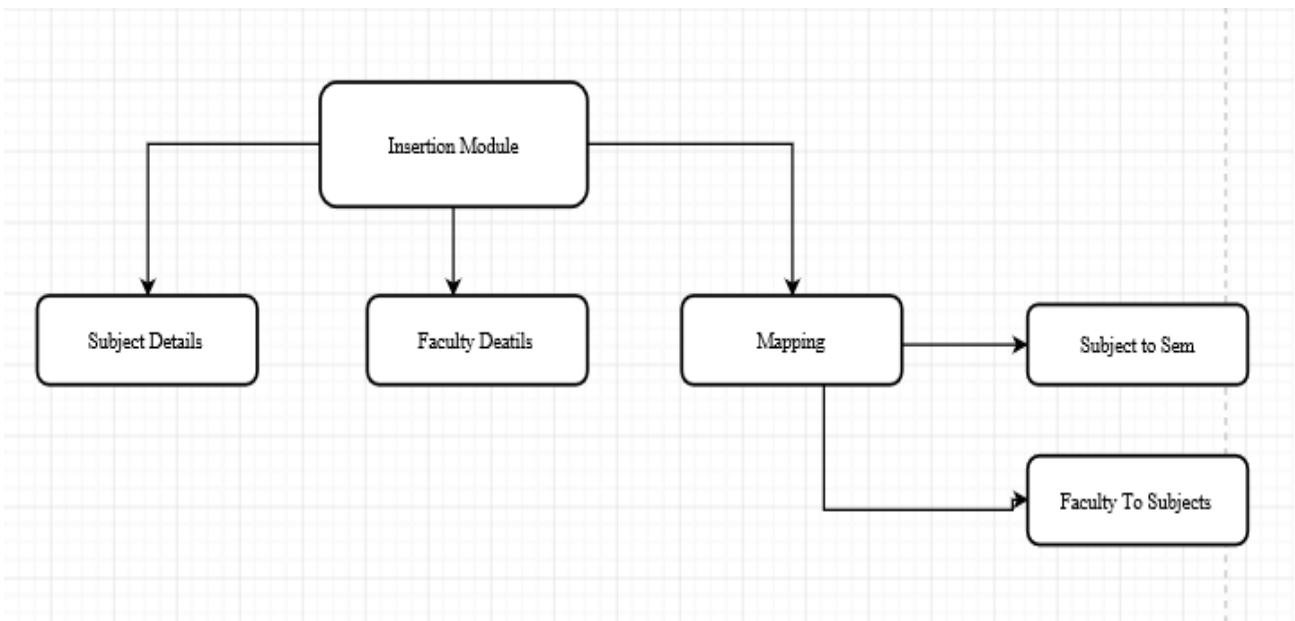 Insertion Module
Subject Details
Faculty Deatils
Mapping
Subject to Sem
Faculty To Subjects